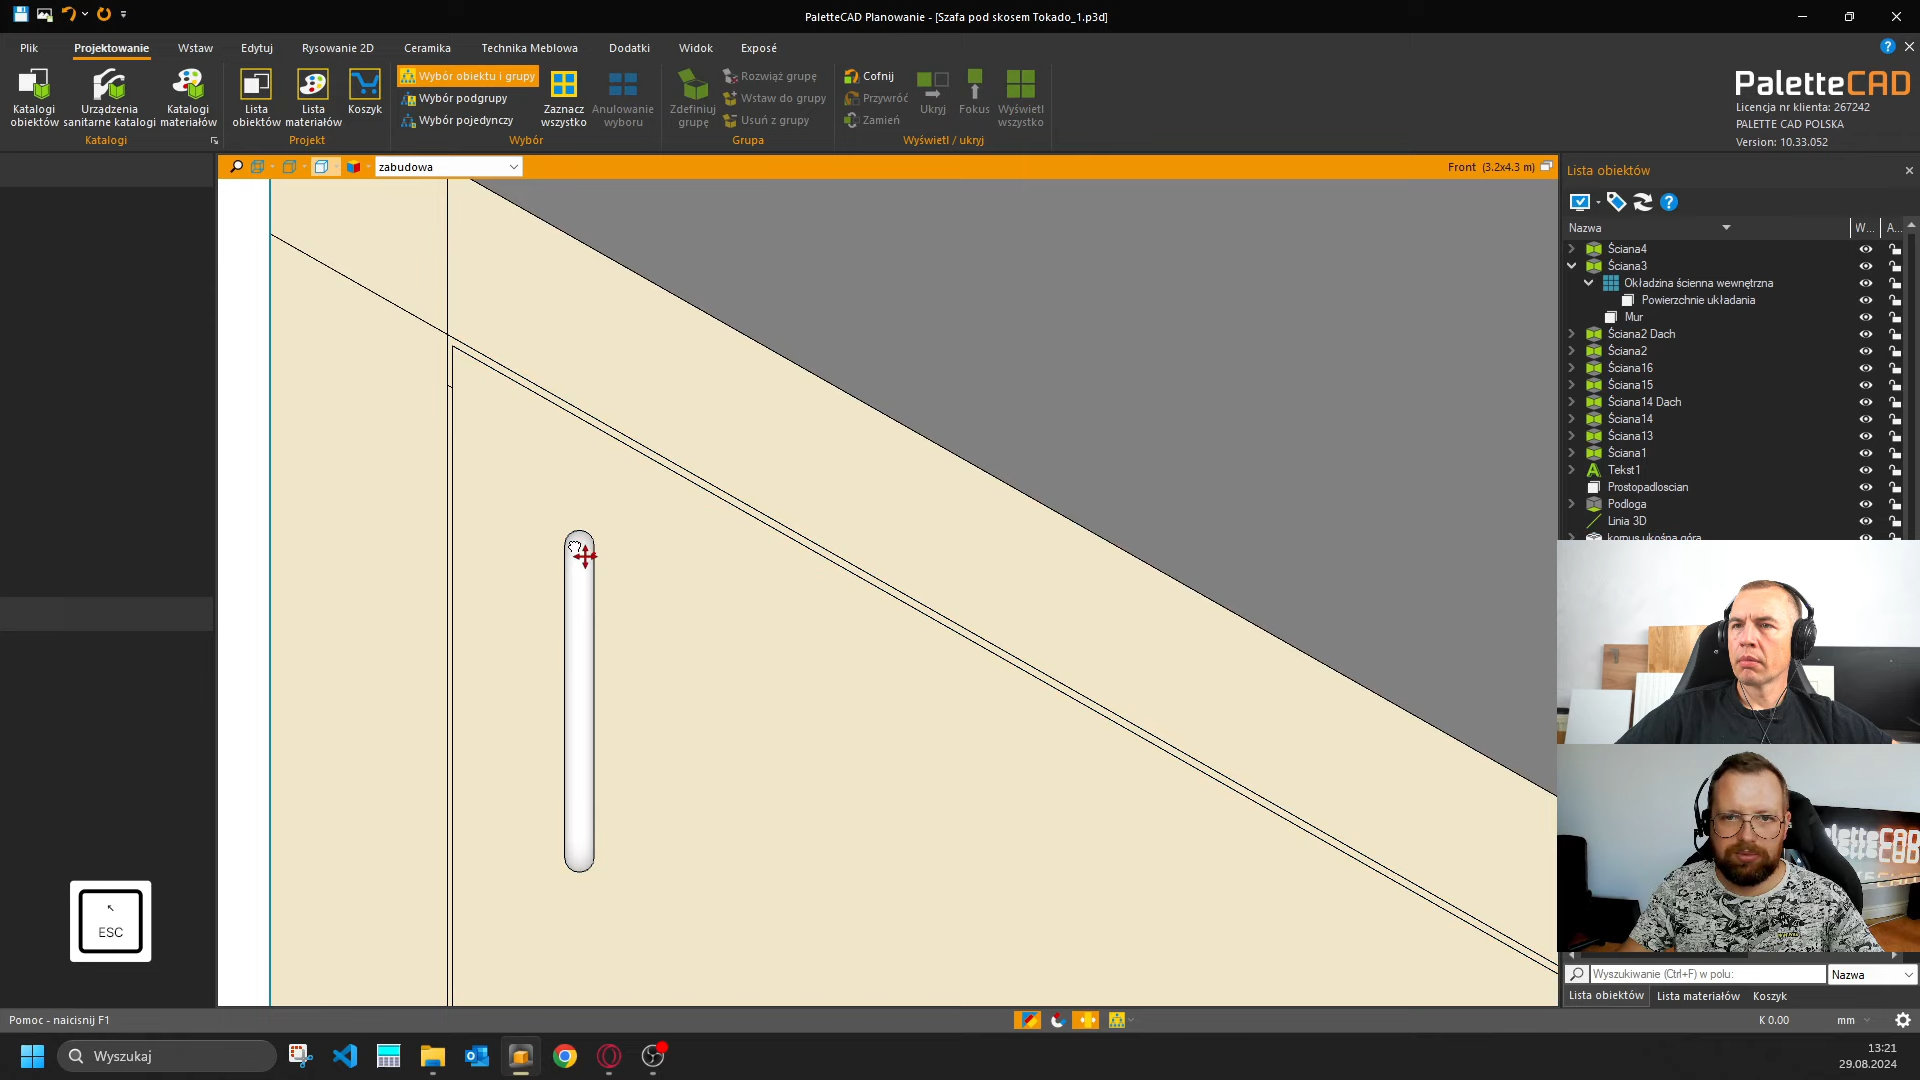 PaletteCAD Planowanie - [Szafa pod skosem Tokado_1.p3d]
Plik Projektowanie Wstaw Edytuj Rysowanie 2D Ceramika Technika Meblowa Dodatki Widok Exposé
Katalogi obiektów
Urządzenia sanitarne katalogi
Katalogi materiałów
Katalogi
Lista obiektów
Lista materiałów
Koszyk
Projekt
Wybór obiektu i grupy
Wybór podgrupy
Wybór pojedynczy
Zaznacz wszystko
Anulowanie wyboru
Wybór
Zdefiniuj grupę
Rozwiąż grupę
Wstaw do grupy
Usuń z grupy
Grupa
Cofnij
Przywróć
Zamień
Ukryj
Fokus
Wyświetl wszystko
Wyświetl / ukryj
PaletteCAD
Licencja nr klienta: 267242
PALETTE CAD POLSKA
Version: 10.33.052
zabudowa
Front (3.2x4.3 m)
Lista obiektów
Nazwa W... A...
Ściana4
Ściana3
Okładzina ścienna wewnętrzna
Powierzchnie układania
Mur
Ściana2 Dach
Ściana2
Ściana16
Ściana15
Ściana14 Dach
Ściana14
Ściana13
Ściana1
Tekst1
Prostopadloscian
Podloga
Linia 3D
korpus ukośna góra
ESC
PaletteCAD
Wyszukiwanie (Ctrl+F) w polu:
Nazwa
Lista obiektów Lista materiałów Koszyk
Pomoc - naicisnij F1
K 0.00 mm
Wyszukaj
13:21
29.08.2024